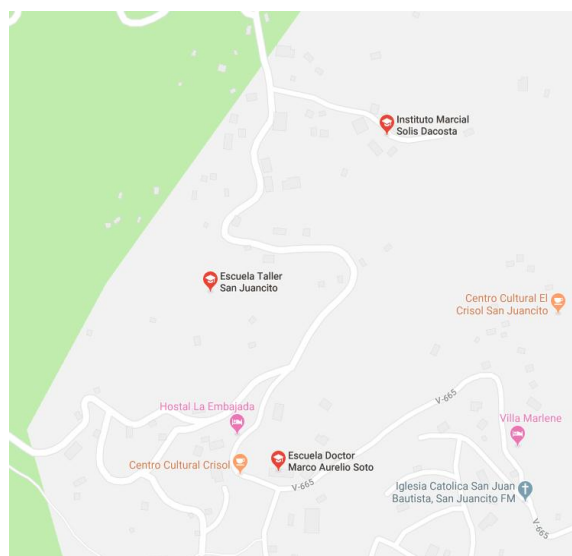 Instituto Marcial
Solis Dacosta
Escuela Taller
San Juancito
Centro Cultural El
Crisol San Juancito
V-665
Hostal La Embajada
Villa Marlene
Centro Cultural Crisol
Escuela Doctor
Marco Aurelio Soto
V-665
Iglesia Catolica San Juan
Bautista, San Juancito FM
V-665